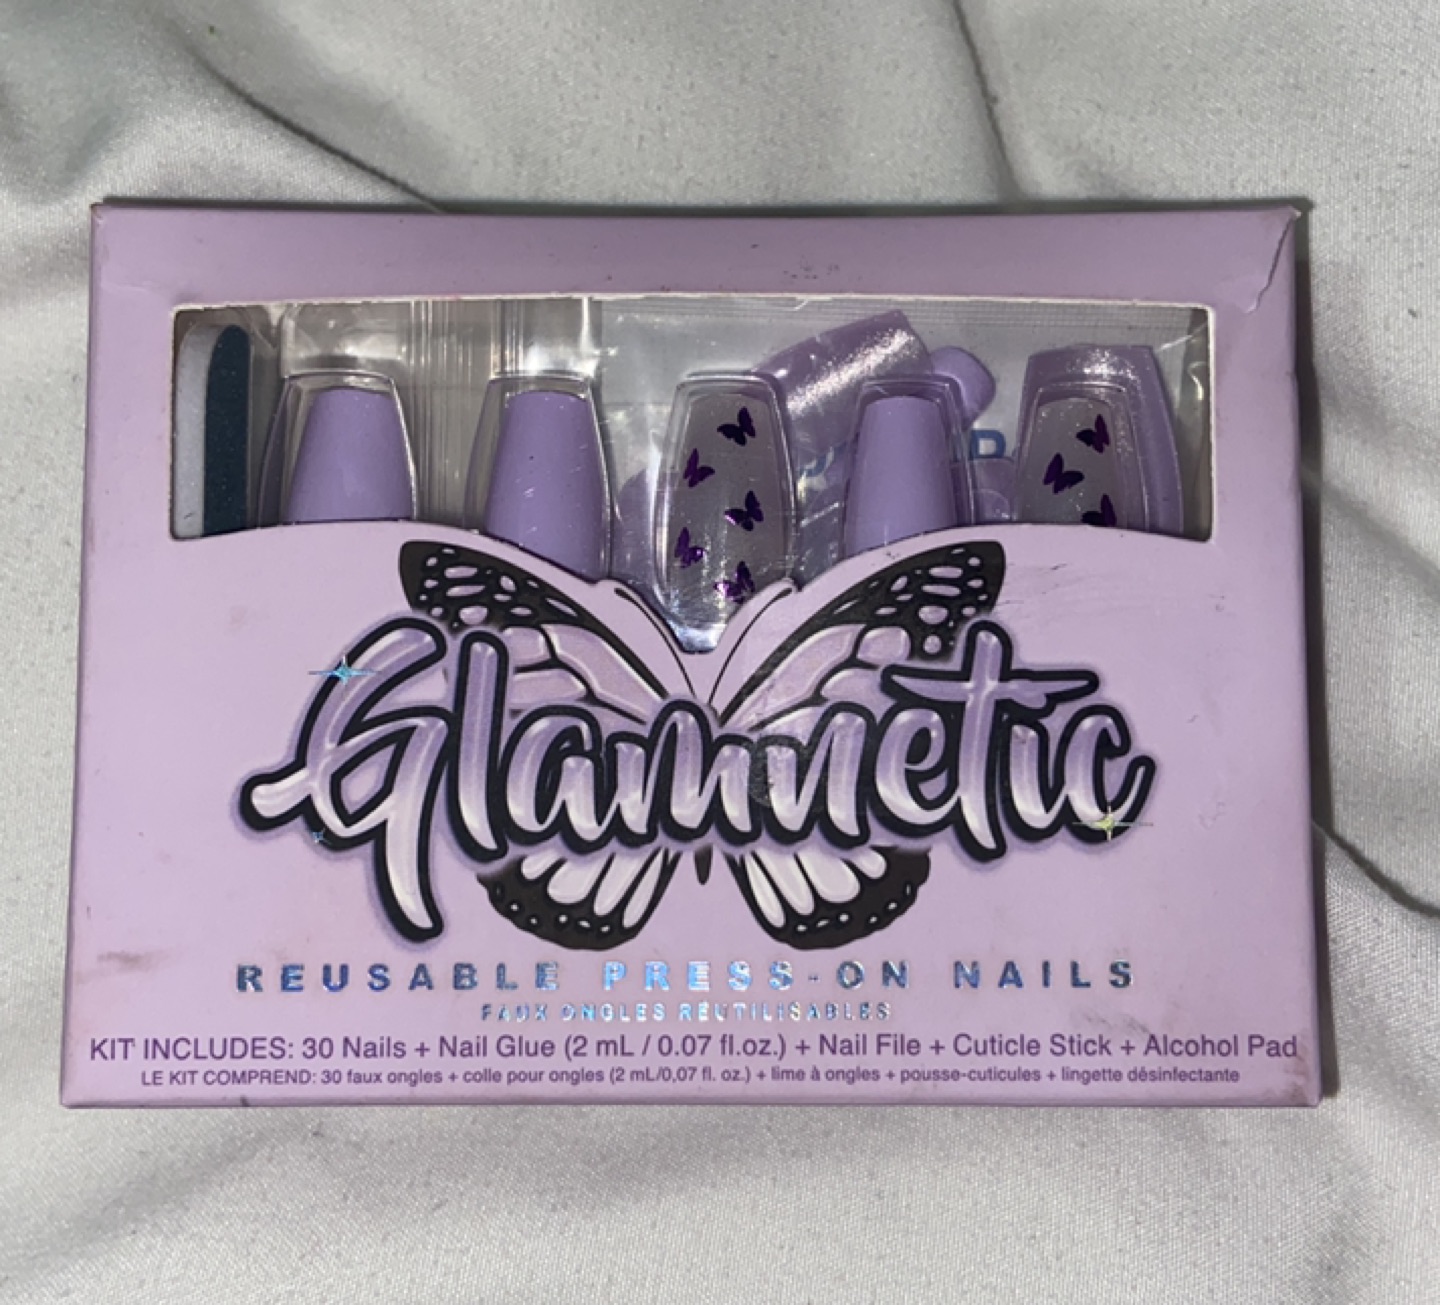 Glamnetic
REUSABLE PRESS-ON NAILS
FAUX ONGLES RÉUTILISABLES
KIT INCLUDES: 30 Nails + Nail Glue (2 mL / 0.07 fl.oz.) + Nail File + Cuticle Stick + Alcohol Pad
LE KIT COMPREND: 30 faux ongles + colle pour ongles (2 mL/0,07 fl. oz.) + lime à ongles + pousse-cuticules + lingette désinfectante